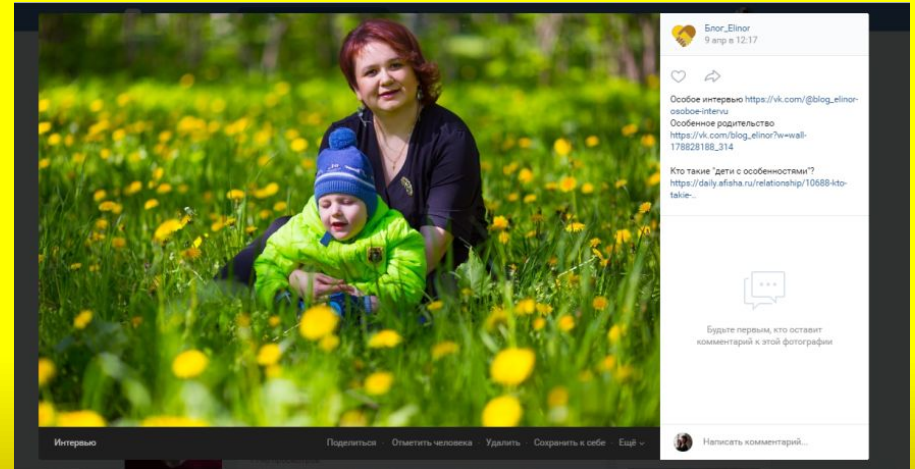 Блог_Elinor
9 апр в 12:17
Особое интервью https://vk.com/@blog_elinor-
osoboe-intervu
Особенное родительство
https://vk.com/blog_elinor?w=wall-
178828188_314
Кто такие "дети с особенностями"?
https://daily.afisha.ru/relationship/10688-kto-
takie-..
Будьте первым, кто оставит
комментарий к этой фотографии
Интервью
Поделиться · Отметить человека · Удалить · Сохранить к себе · Ещё
Написать комментарий...